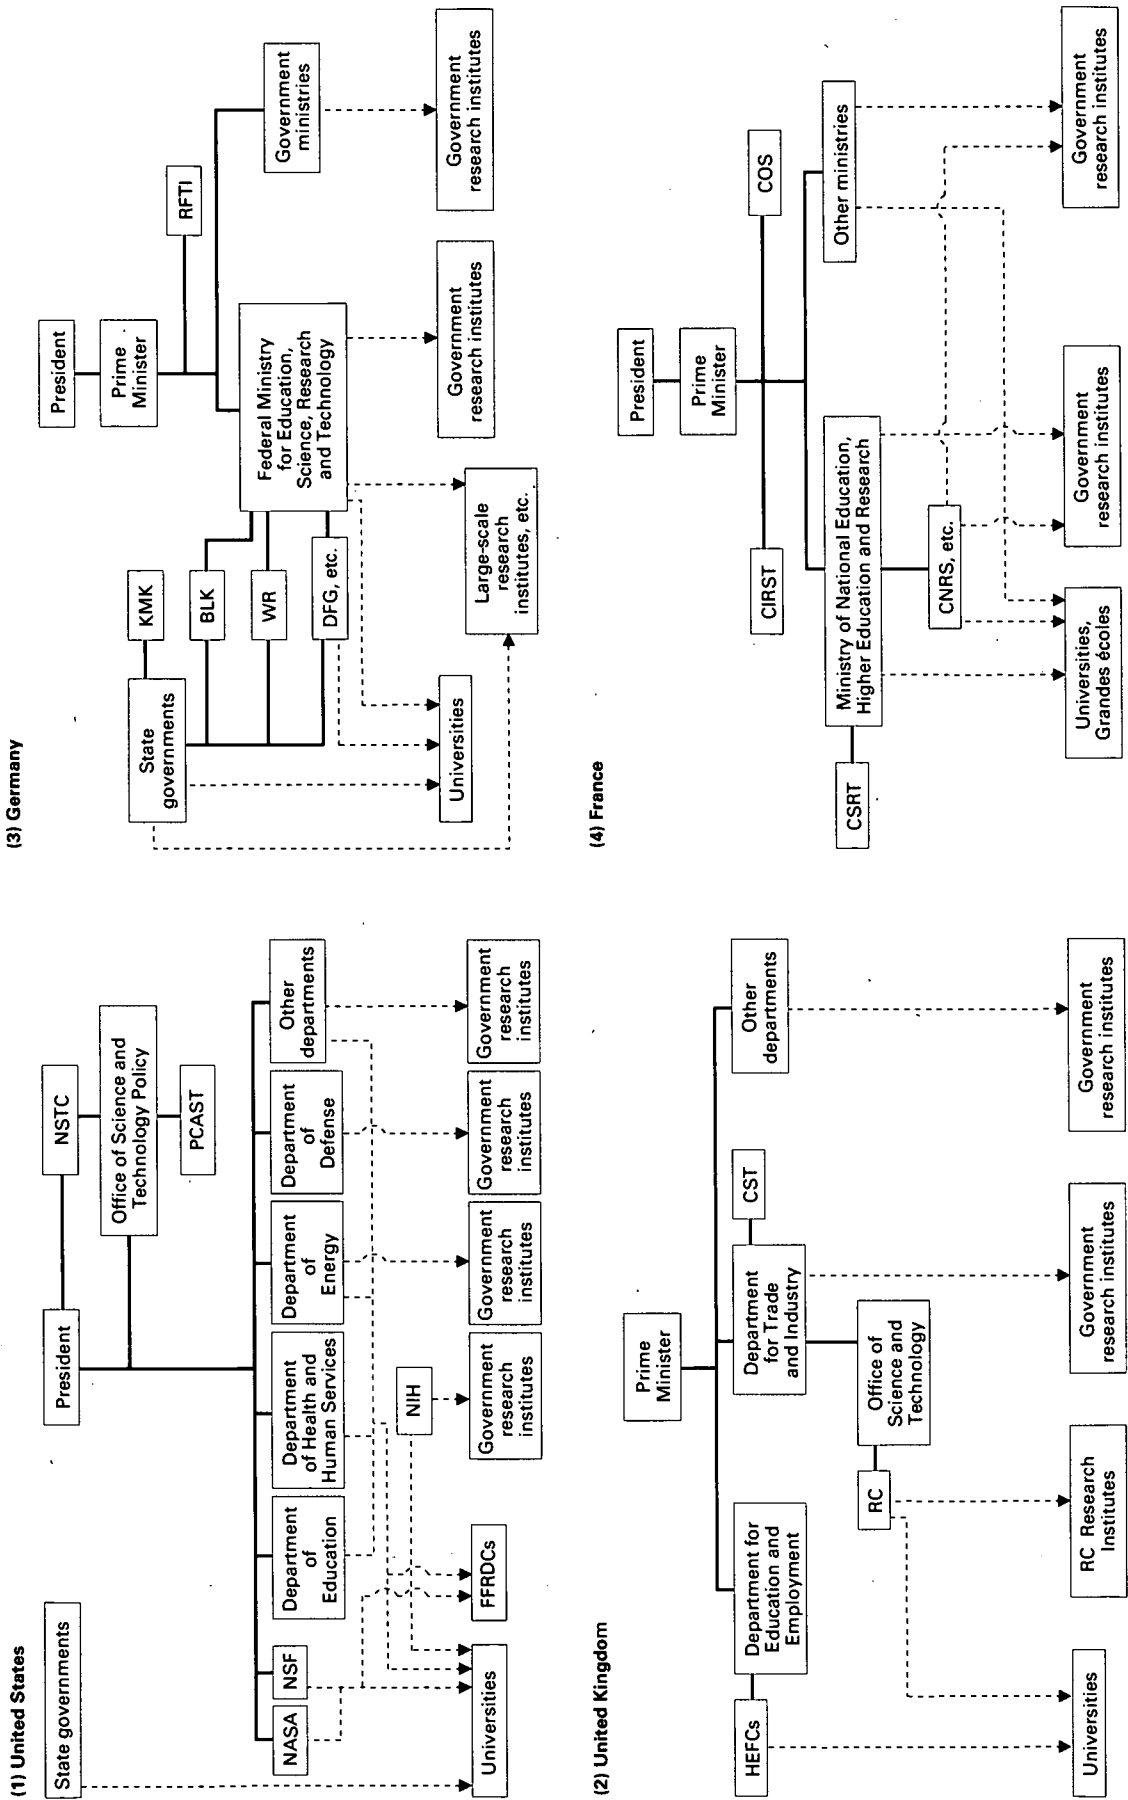 (1) United States
State governments
President
NSTC
Office of Science and
Technology Policy
PCAST
NASA
NSF
Department
of
Education
Department
of Health and
Human Services
Department
of
Energy
Department
of
Defense
Other
departments
NIH
Universities
FFRDCs
Government
research
institutes
Government
research
institutes
Government
research
institutes
Government
research
institutes
(2) United Kingdom
Prime
Minister
HEFCs
Department for
Education and
Employment
Department
for Trade
and Industry
CST
Other
departments
RC
Office of
Science and
Technology
Universities
RC Research
Institutes
Government
research institutes
Government
research institutes
(3) Germany
President
Prime
Minister
RFTI
State
governments
KMK
BLK
WR
DFG, etc.
Federal Ministry
for Education,
Science, Research
and Technology
Government
ministries
Universities
Large-scale
research
institutes, etc.
Government
research institutes
Government
research institutes
(4) France
President
Prime
Minister
CIRST
COS
CSRT
Ministry of National Education,
Higher Education and Research
Other ministries
CNRS, etc.
Universities,
Grandes écoles
Government
research institutes
Government
research institutes